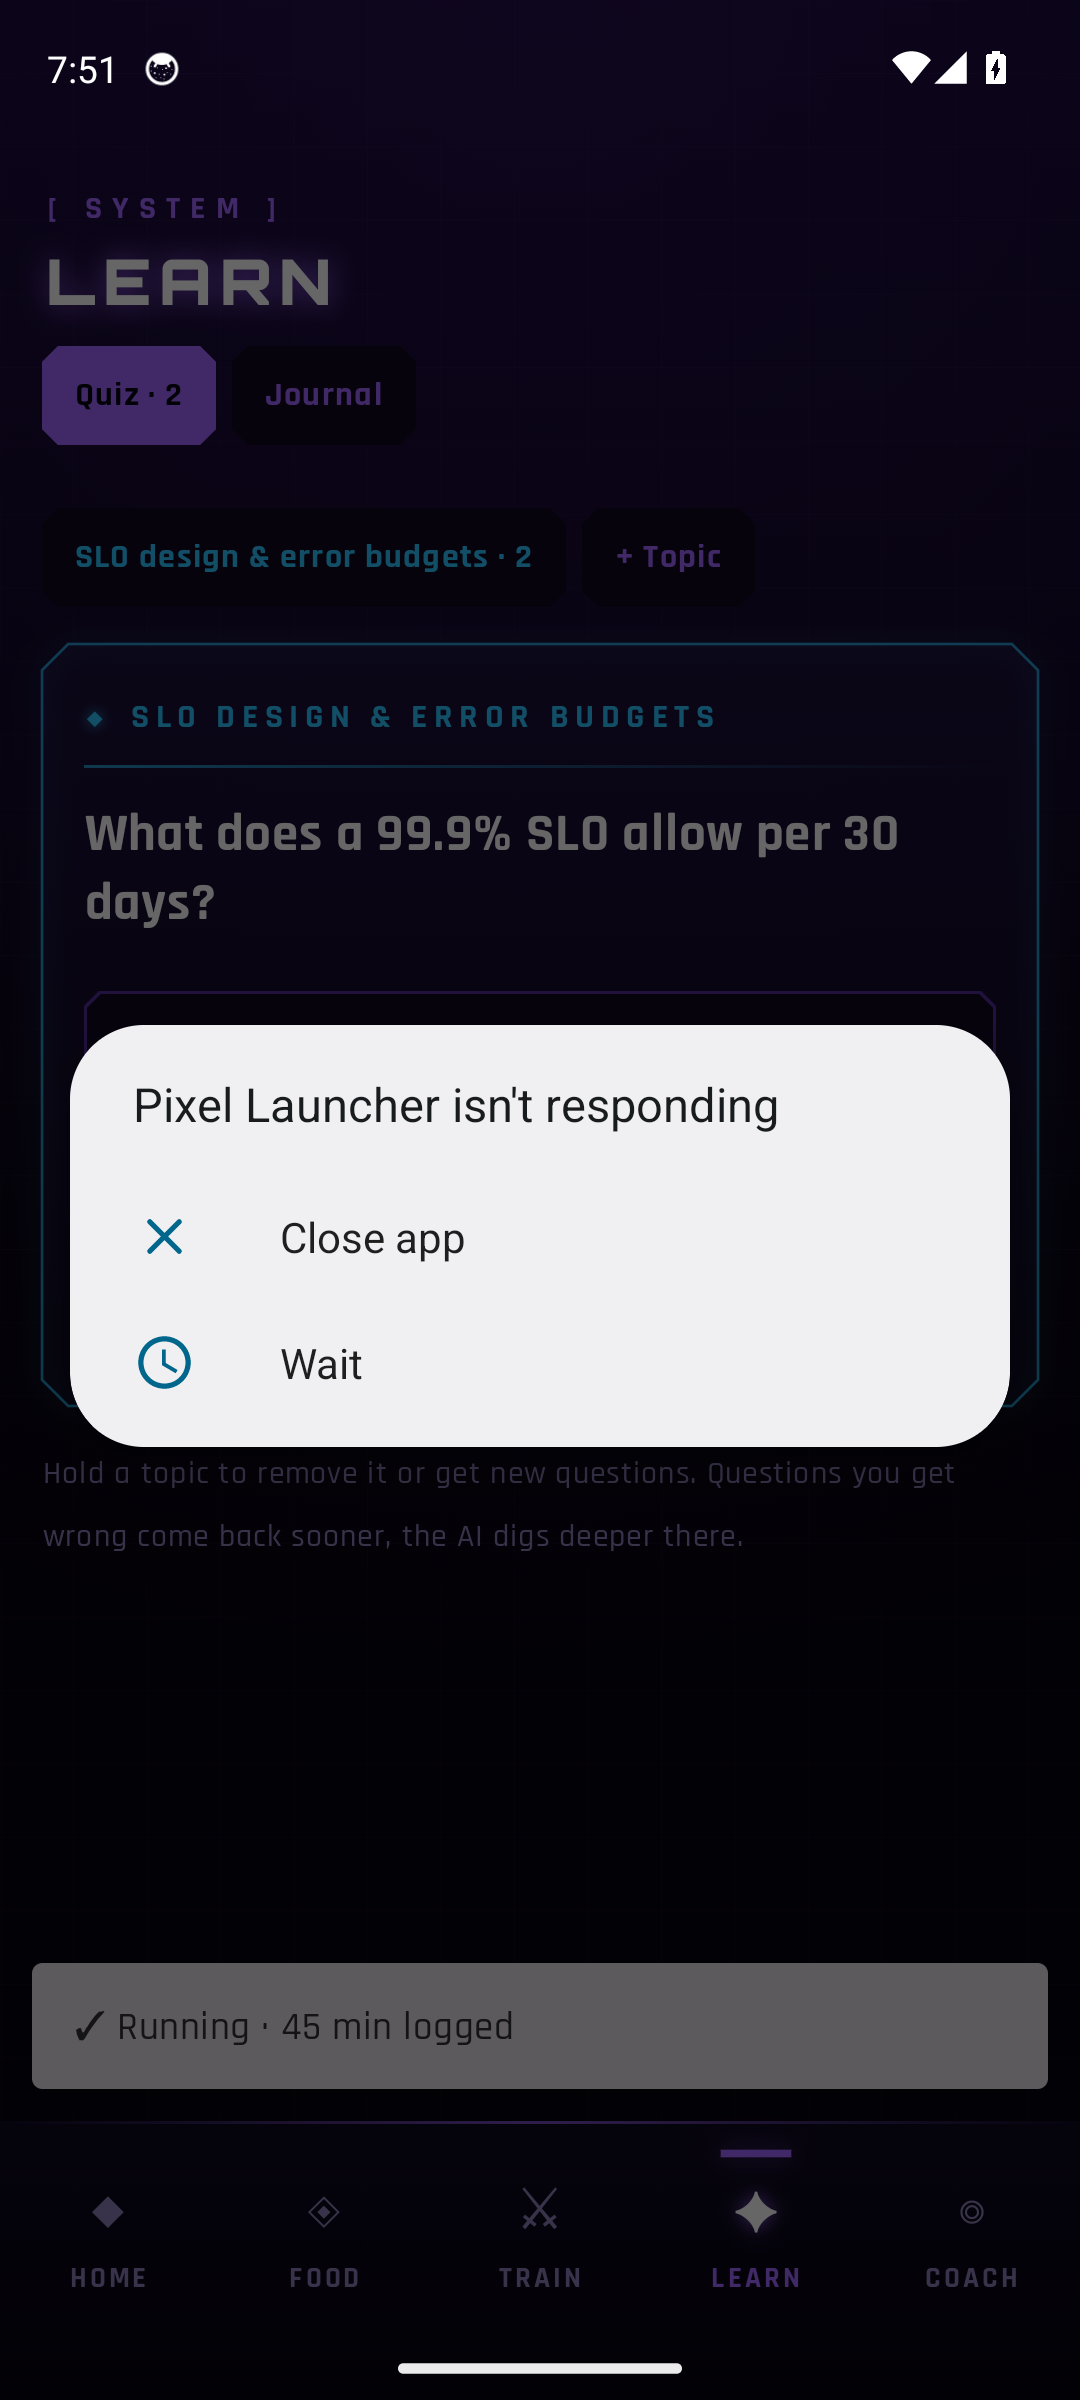 7:51
[ SYSTEM ]
LEARN
Quiz · 2
Journal
SLO design & error budgets · 2
+ Topic
SLO DESIGN & ERROR BUDGETS
What does a 99.9% SLO allow per 30
days?
Pixel Launcher isn't responding
Close app
Wait
Hold a topic to remove it or get new questions. Questions you get
wrong come back sooner, the AI digs deeper there.
✓ Running · 45 min logged
HOME
FOOD
TRAIN
LEARN
COACH